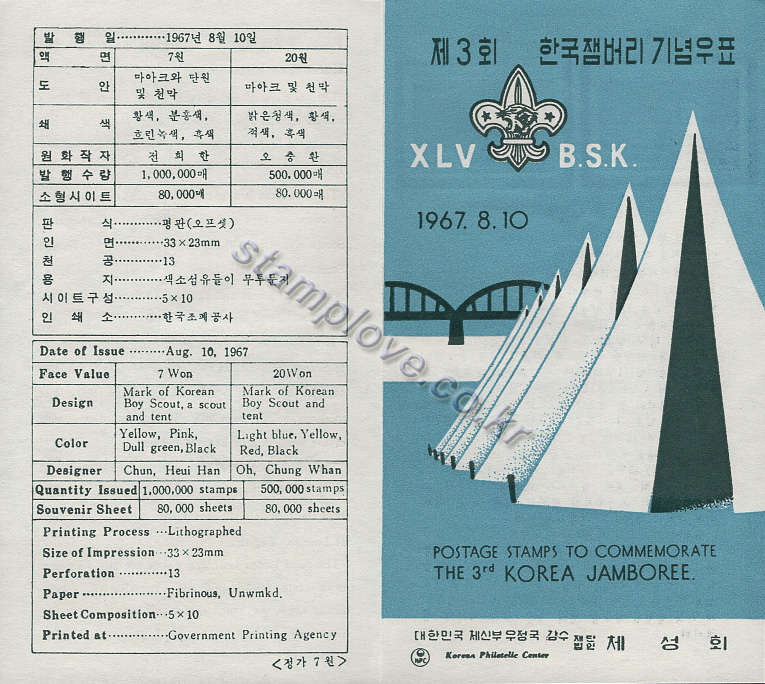 발 행 일············1967년 8월 10일
액 면 7원 20원
도 안 마아크와 단원 및 천막 마아크 및 천막
쇄 색 황색, 분홍색, 흐린녹색, 흑색 밝은청색, 황색, 적색, 흑색
원화작자 전 희 한 오 충 환
발행수량 1,000,000매 500.000매
소형시이트 80,000매 80.000매
판 식············평판(오프셋)
인 면············33×23mm
천 공············13
용 지············색소섬유들이 무투문지
시이트구성··········5×10
인 쇄 소············한국조폐공사
Date of Issue ·········Aug. 10, 1967
Face Value 7 Won 20Won
Design Mark of Korean Boy Scout, a scout and tent Mark of Korean Boy Scout and tent
Color Yellow, Pink, Dull green, Black Light blue, Yellow, Red, Black
Designer Chun, Heui Han Oh, Chung Whan
Quantity Issued 1,000,000 stamps 500,000 stamps
Souvenir Sheet 80,000 sheets 80,000 sheets
Printing Process ···Lithographed
Size of Impression···33×23mm
Perforation ············13
Paper ·····················Fibrinous, Unwmkd.
Sheet Composition···5×10
Printed at···············Government Printing Agency
<정가 7원>
제3회 한국잼버리 기념우표
XLV B.S.K.
1967. 8. 10
POSTAGE STAMPS TO COMMEMORATE
THE 3rd KOREA JAMBOREE.
대한민국 체신부 우정국 감수 재단법인 체 성 회
KPC Korean Philatelic Center
stamplove.co.kr